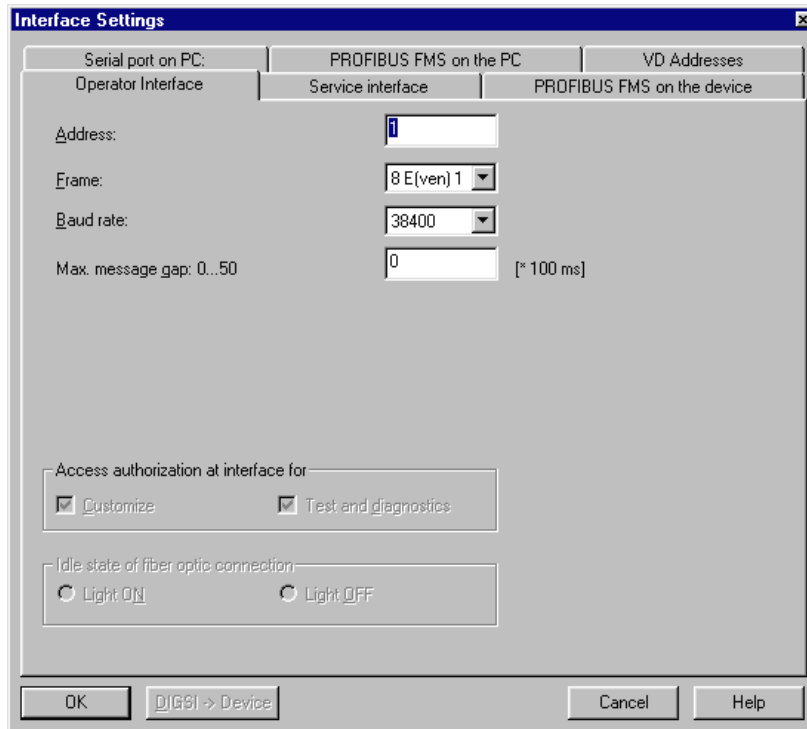 Interface Settings
Serial port on PC: PROFIBUS FMS on the PC VD Addresses
Operator Interface Service interface PROFIBUS FMS on the device
Address: 1
Frame: 8 E(ven) 1
Baud rate: 38400
Max. message gap: 0...50 0 [* 100 ms]
Access authorization at interface for
Customize Test and diagnostics
Idle state of fiber optic connection
Light ON Light OFF
OK DIGSI -> Device Cancel Help